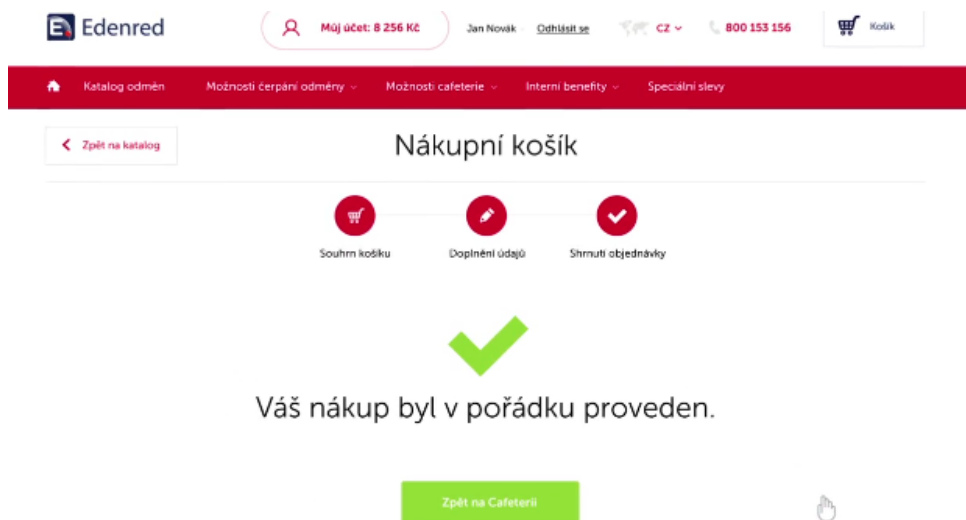 Edenred
Můj účet: 8 256 Kč
Jan Novák
Odhlásit se
CZ
800 153 156
Košík
Katalog odměn
Možnosti čerpání odměny
Možnosti cafeterie
Interní benefity
Speciální slevy
Zpět na katalog
Nákupní košík
Souhrn košíku
Doplnění údajů
Shrnutí objednávky
Váš nákup byl v pořádku proveden.
Zpět na Cafeterii